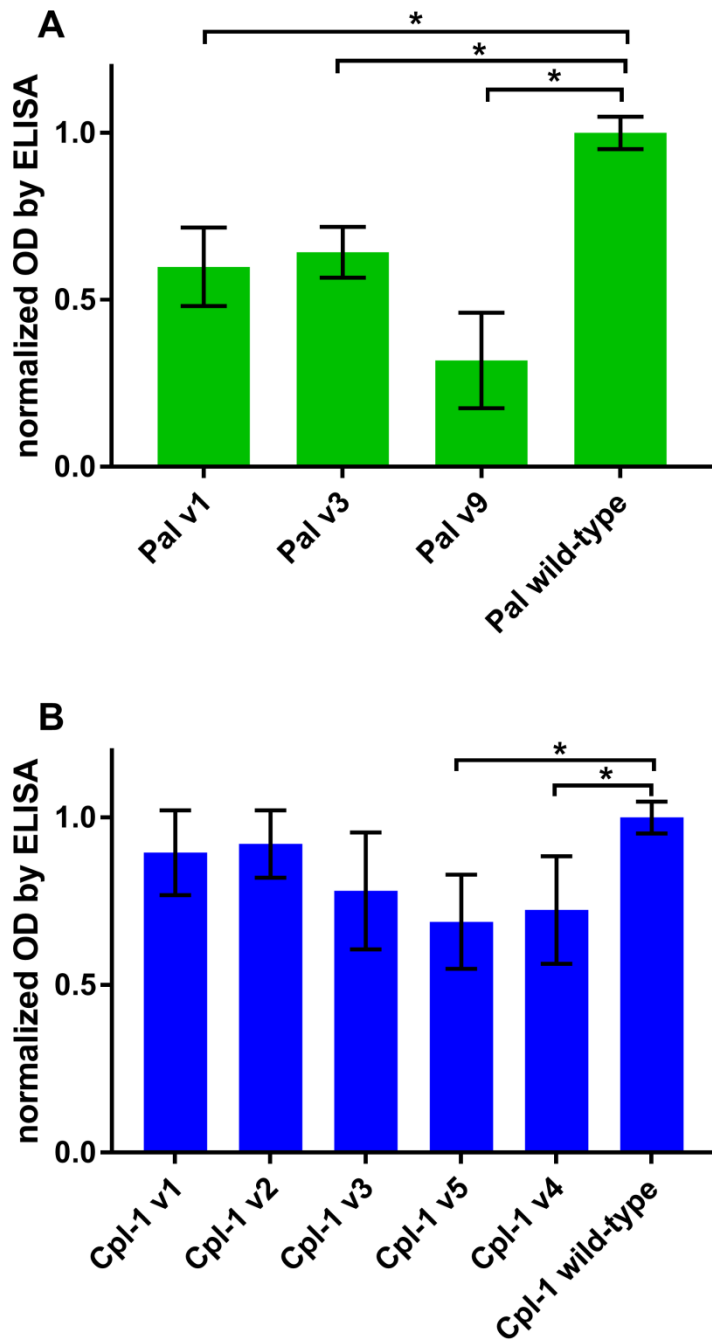 A
*
*
*
normalized OD by ELISA
1.0
0.5
0.0
Pal v1
Pal v3
Pal v9
Pal wild-type
B
*
*
normalized OD by ELISA
1.0
0.5
0.0
Cpl-1 v1
Cpl-1 v2
Cpl-1 v3
Cpl-1 v5
Cpl-1 v4
Cpl-1 wild-type